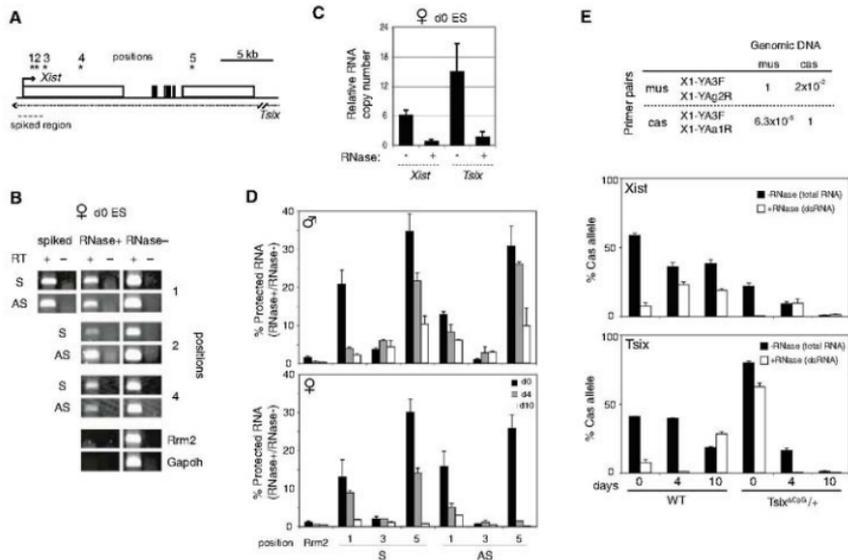 A
12 3 4 positions 5 5 kb
** * * *
Xist
Tsix
spiked region
B
♀ d0 ES
spiked RNase+ RNase–
RT + – + – + –
S
AS
1
S
AS
2
S
AS
4
positions
Rrm2
Gapdh
C
♀ d0 ES
Relative RNA copy number
24
18
12
6
0
RNase: - + - +
Xist Tsix
D
♂
% Protected RNA (RNase+/RNase-)
40
30
20
10
0
♀
% Protected RNA (RNase+/RNase-)
40
30
20
10
0
d0
d4
d10
position Rrm2 1 3 5 1 3 5
S AS
E
Genomic DNA
mus cas
Primer pairs
mus X1-YA3F X1-YAg2R 1 2x10⁻²
cas X1-YA3F X1-YAa1R 6.3x10⁻⁵ 1
Xist
-RNase (total RNA)
+RNase (dsRNA)
% Cas allele
100
50
0
Tsix
-RNase (total RNA)
+RNase (dsRNA)
% Cas allele
100
50
0
days 0 4 10 0 4 10
WT TsixΔCpG/+